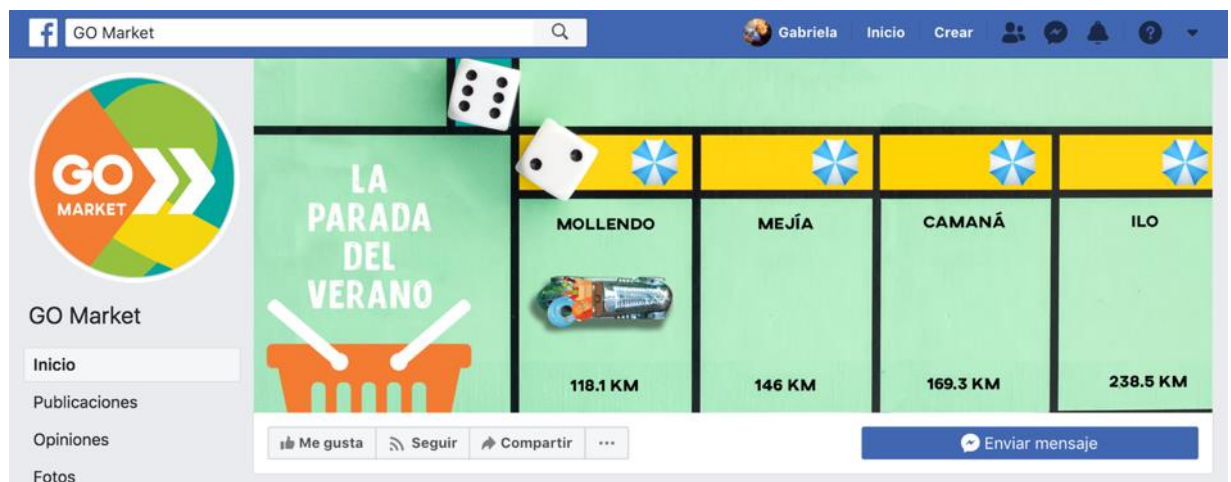 GO Market
Gabriela Inicio Crear
GO
MARKET
GO Market
Inicio
Publicaciones
Opiniones
Fotos
LA
PARADA
DEL
VERANO
MOLLENDO
118.1 KM
MEJÍA
146 KM
CAMANÁ
169.3 KM
ILO
238.5 KM
Me gusta Seguir Compartir
Enviar mensaje